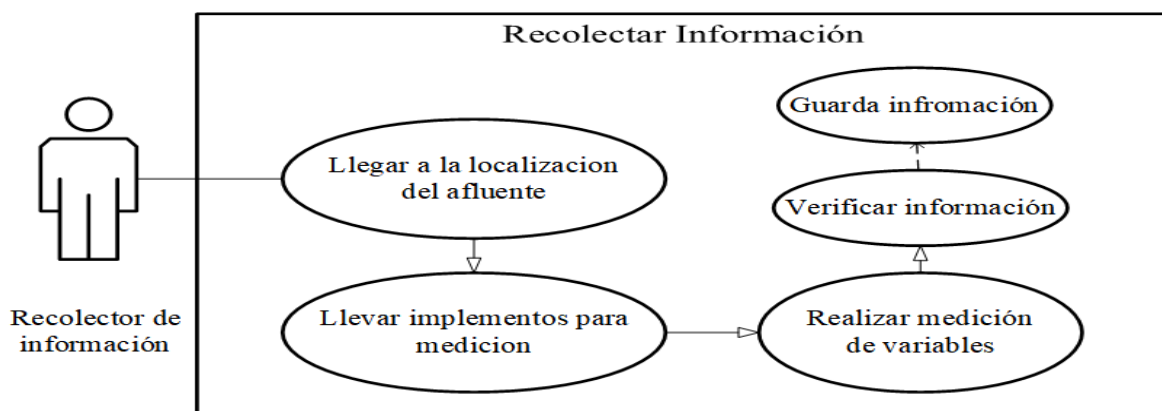 Recolectar Información
Guarda infromación
Llegar a la localizacion
del afluente
Verificar información
Recolector de
información
Llevar implementos para
medicion
Realizar medición
de variables